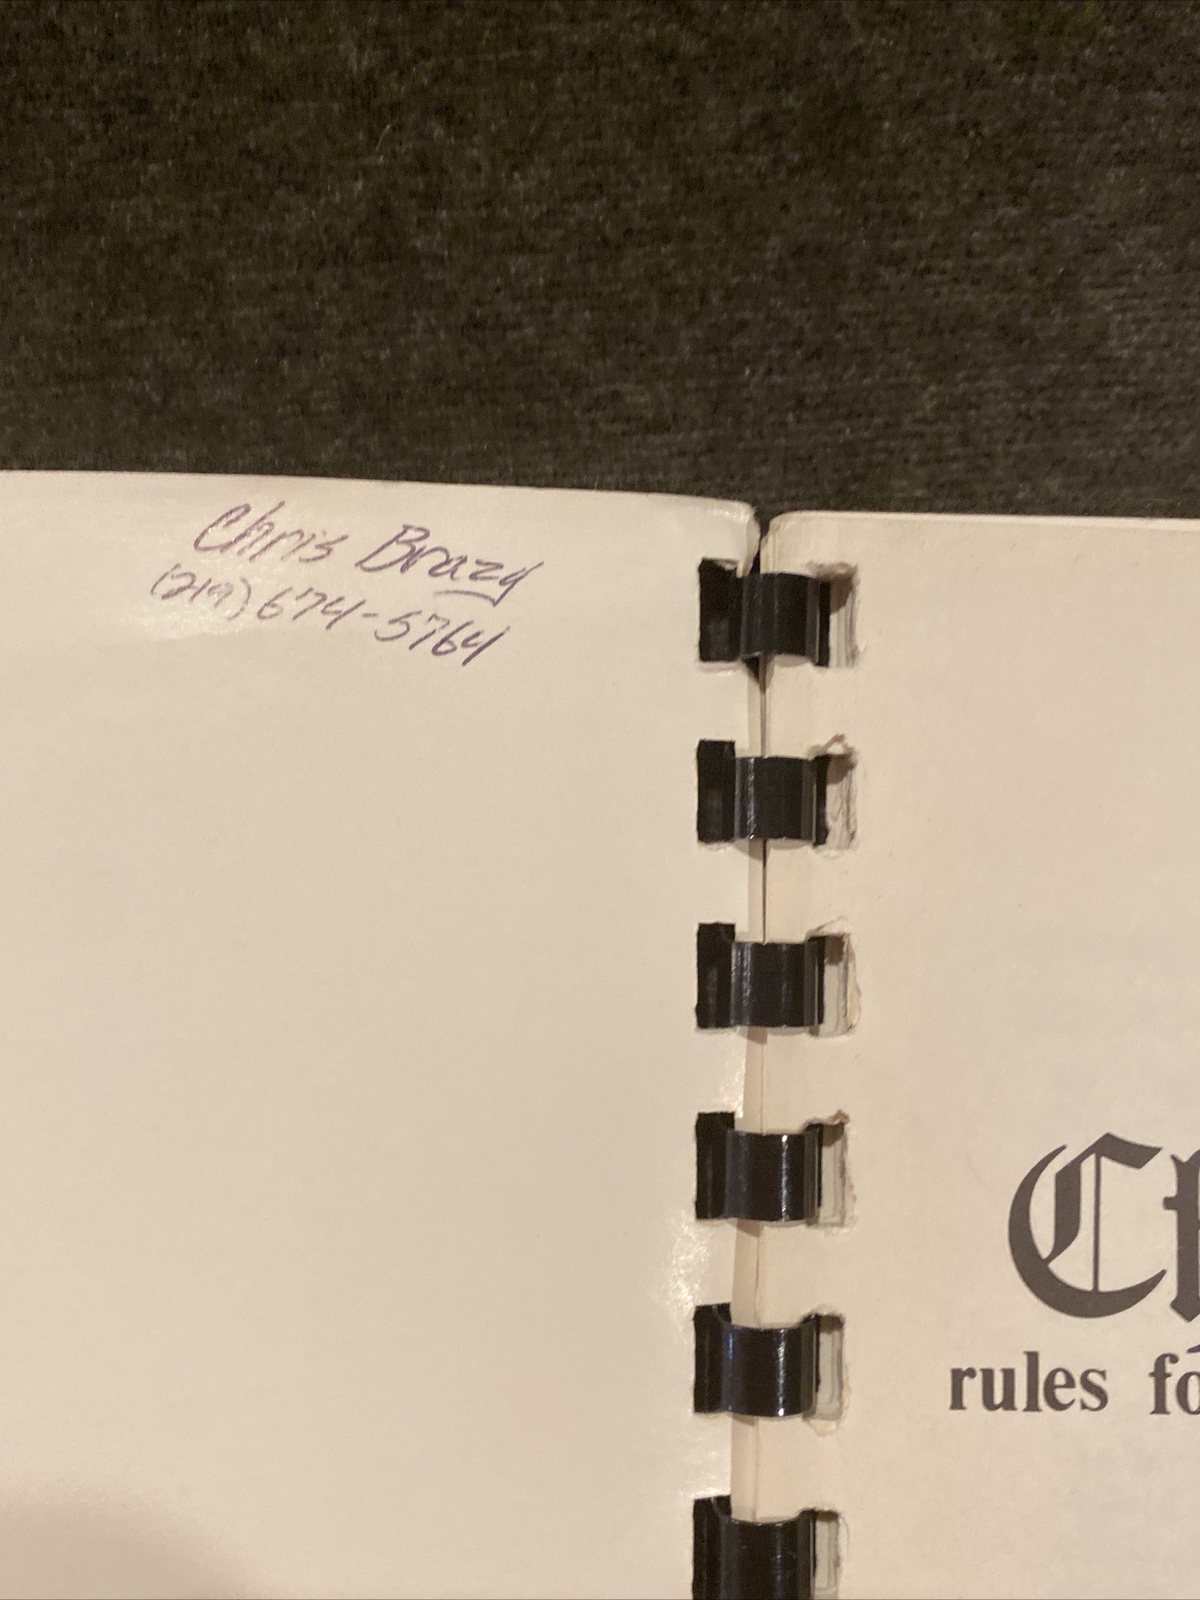 Chris Brazy
(219) 674-5764
rules